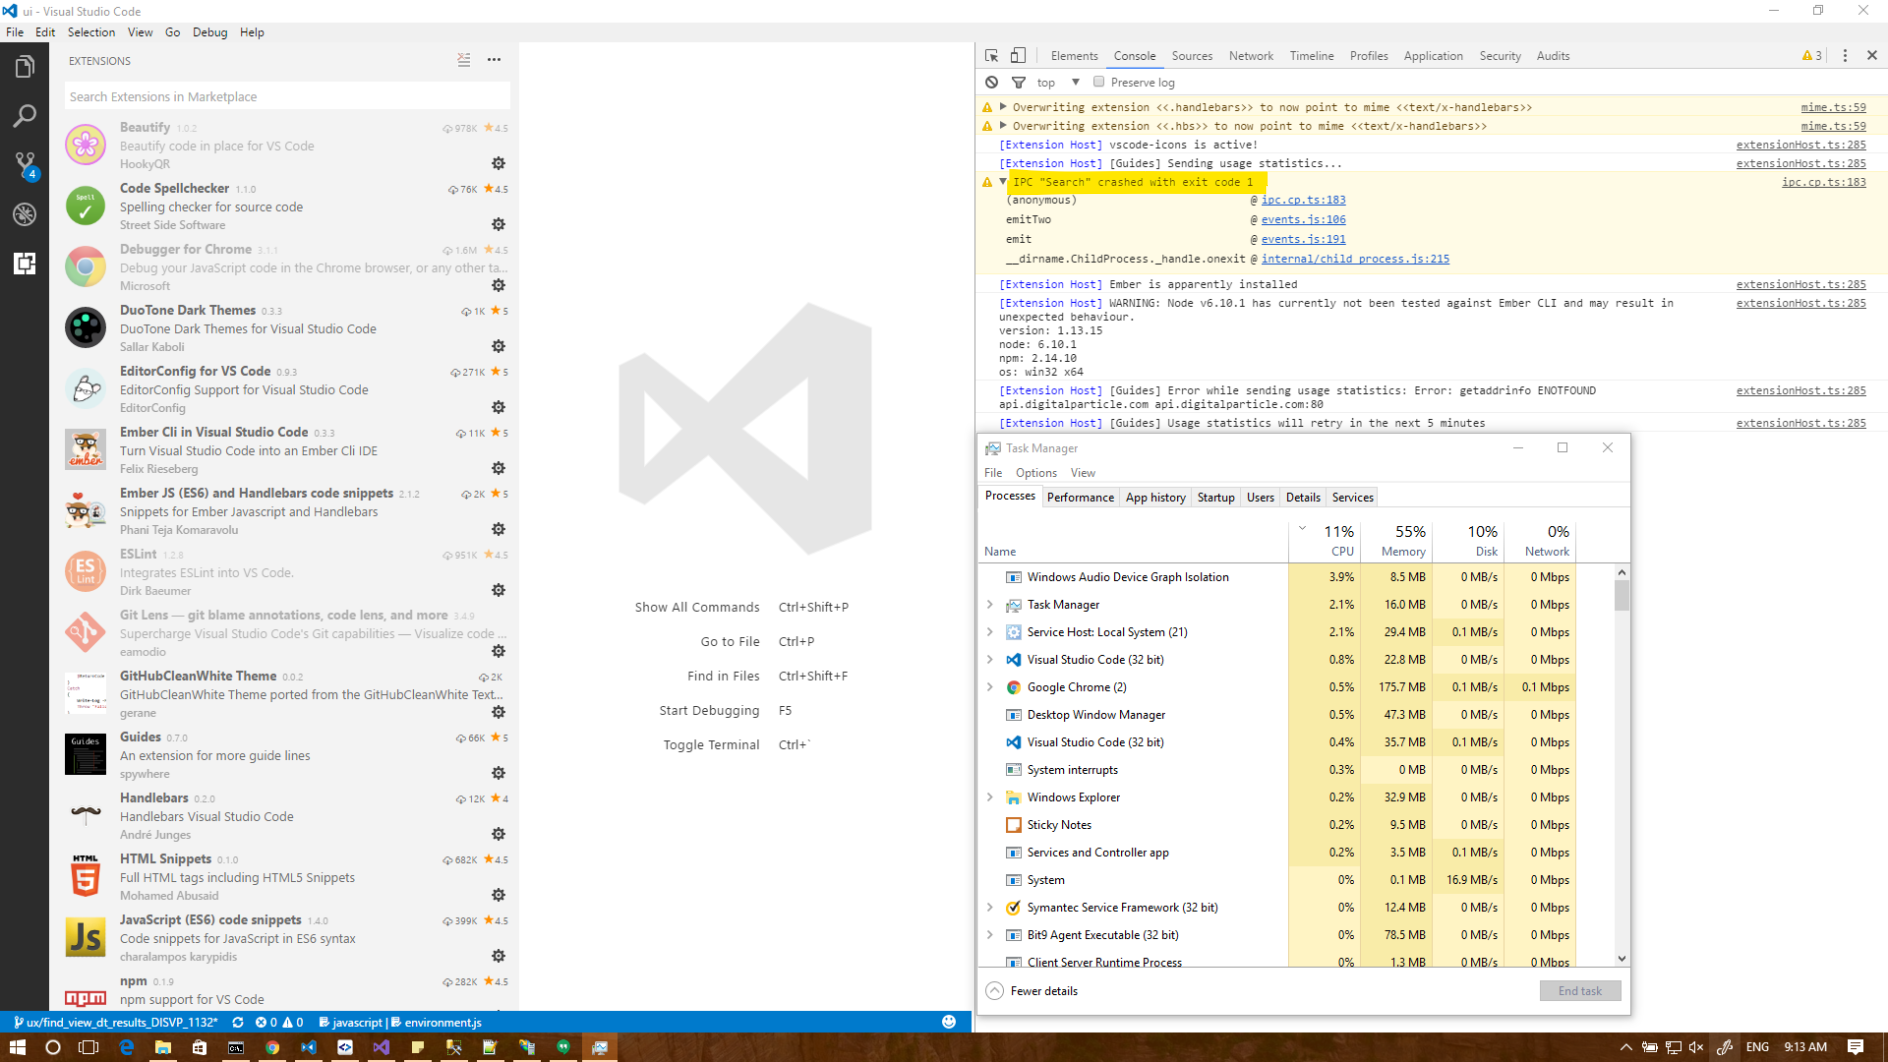 ui - Visual Studio Code
File Edit Selection View Go Debug Help
EXTENSIONS
Search Extensions in Marketplace
Beautify 1.0.2 978K 4.5
Beautify code in place for VS Code
HookyQR
Code Spellchecker 1.1.0 76K 4.5
Spelling checker for source code
Street Side Software
Debugger for Chrome 3.1.1 1.6M 4.5
Debug your JavaScript code in the Chrome browser, or any other ta...
Microsoft
DuoTone Dark Themes 0.3.3 1K 5
DuoTone Dark Themes for Visual Studio Code
Sallar Kaboli
EditorConfig for VS Code 0.9.3 271K 5
EditorConfig Support for Visual Studio Code
EditorConfig
Ember Cli in Visual Studio Code 0.3.3 11K 5
Turn Visual Studio Code into an Ember Cli IDE
Felix Rieseberg
Ember JS (ES6) and Handlebars code snippets 2.1.2 2K 5
Snippets for Ember Javascript and Handlebars
Phani Teja Komaravolu
ESLint 1.2.8 951K 4.5
Integrates ESLint into VS Code.
Dirk Baeumer
Git Lens — git blame annotations, code lens, and more 3.4.9
Supercharge Visual Studio Code's Git capabilities — Visualize code ...
eamodio
GitHubCleanWhite Theme 0.0.2 2K
GitHubCleanWhite Theme ported from the GitHubCleanWhite Text...
gerane
Guides 0.7.0 66K 5
An extension for more guide lines
spywhere
Handlebars 0.2.0 12K 4
Handlebars Visual Studio Code
André Junges
HTML Snippets 0.1.0 682K 4.5
Full HTML tags including HTML5 Snippets
Mohamed Abusaid
JavaScript (ES6) code snippets 1.4.0 399K 4.5
Code snippets for JavaScript in ES6 syntax
charalampos karypidis
npm 0.1.9 282K 4.5
npm support for VS Code
4
Spell
ember
ES
Lint
Guides
HTML
5
Js
npm
Show All Commands Ctrl+Shift+P
Go to File Ctrl+P
Find in Files Ctrl+Shift+F
Start Debugging F5
Toggle Terminal Ctrl+`
Elements Console Sources Network Timeline Profiles Application Security Audits 3
top Preserve log
Overwriting extension <<.handlebars>> to now point to mime <<text/x-handlebars>> mime.ts:59
Overwriting extension <<.hbs>> to now point to mime <<text/x-handlebars>> mime.ts:59
[Extension Host] vscode-icons is active! extensionHost.ts:285
[Extension Host] [Guides] Sending usage statistics... extensionHost.ts:285
IPC "Search" crashed with exit code 1 ipc.cp.ts:183
(anonymous) @ ipc.cp.ts:183
emitTwo @ events.js:106
emit @ events.js:191
__dirname.ChildProcess._handle.onexit @ internal/child_process.js:215
[Extension Host] Ember is apparently installed extensionHost.ts:285
[Extension Host] WARNING: Node v6.10.1 has currently not been tested against Ember CLI and may result in extensionHost.ts:285
unexpected behaviour.
version: 1.13.15
node: 6.10.1
npm: 2.14.10
os: win32 x64
[Extension Host] [Guides] Error while sending usage statistics: Error: getaddrinfo ENOTFOUND extensionHost.ts:285
api.digitalparticle.com api.digitalparticle.com:80
[Extension Host] [Guides] Usage statistics will retry in the next 5 minutes extensionHost.ts:285
Task Manager
File Options View
Processes Performance App history Startup Users Details Services
11% 55% 10% 0%
Name CPU Memory Disk Network
Windows Audio Device Graph Isolation 3.9% 8.5 MB 0 MB/s 0 Mbps
Task Manager 2.1% 16.0 MB 0 MB/s 0 Mbps
Service Host: Local System (21) 2.1% 29.4 MB 0.1 MB/s 0 Mbps
Visual Studio Code (32 bit) 0.8% 22.8 MB 0 MB/s 0 Mbps
Google Chrome (2) 0.5% 175.7 MB 0.1 MB/s 0.1 Mbps
Desktop Window Manager 0.5% 47.3 MB 0 MB/s 0 Mbps
Visual Studio Code (32 bit) 0.4% 35.7 MB 0.1 MB/s 0 Mbps
System interrupts 0.3% 0 MB 0 MB/s 0 Mbps
Windows Explorer 0.2% 32.9 MB 0 MB/s 0 Mbps
Sticky Notes 0.2% 9.5 MB 0 MB/s 0 Mbps
Services and Controller app 0.2% 3.5 MB 0.1 MB/s 0 Mbps
System 0% 0.1 MB 16.9 MB/s 0 Mbps
Symantec Service Framework (32 bit) 0% 12.4 MB 0 MB/s 0 Mbps
Bit9 Agent Executable (32 bit) 0% 78.5 MB 0 MB/s 0 Mbps
Client Server Runtime Process 0% 1.3 MB 0 MB/s 0 Mbps
Fewer details End task
ux/find_view_dt_results_DISVP_1132* 0 0 javascript | environment.js
ENG 9:13 AM